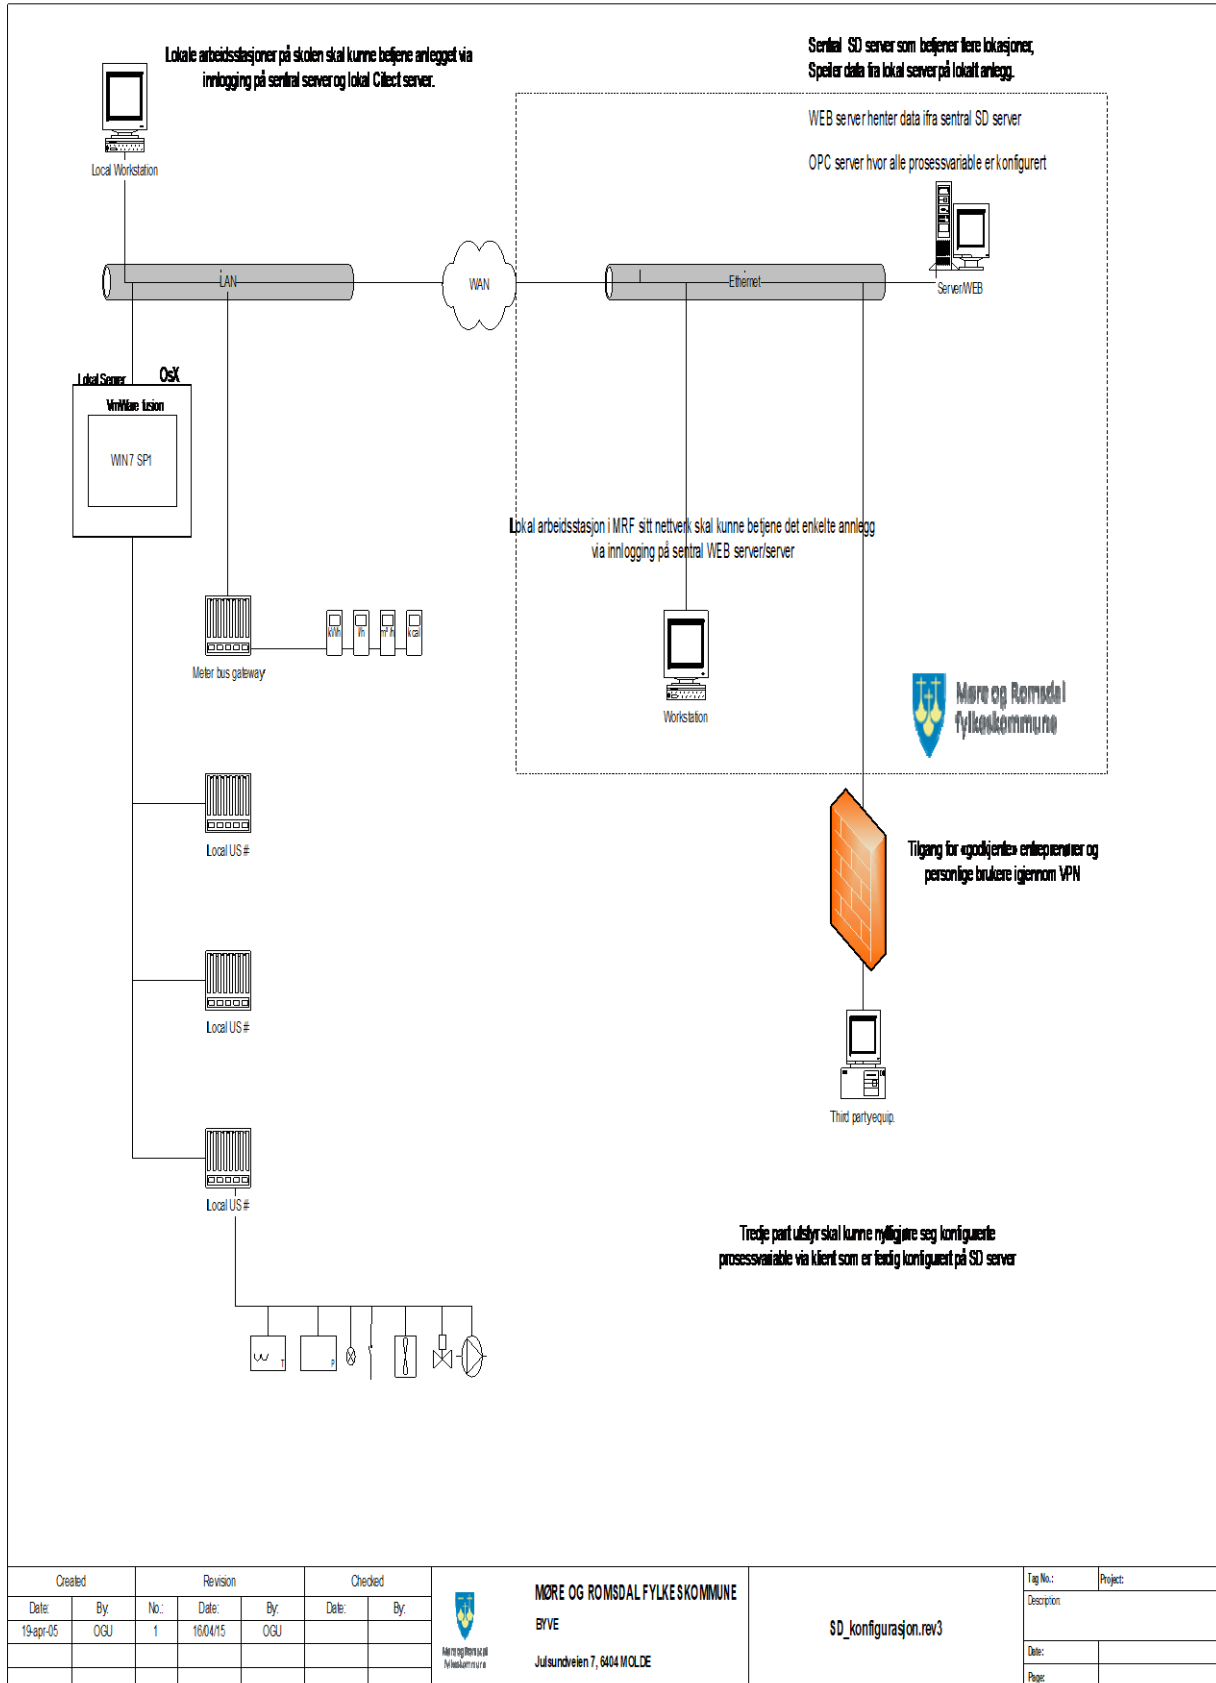 Lokale arbeidsstasjoner på skolen skal kunne betjene anlegget via
innlogging på sentral server og lokal Citect server.
Sentral SD server som betjener flere lokasjoner,
Speiler data fra lokal server på lokalt anlegg.
WEB server henter data ifra sentral SD server
OPC server hvor alle prosessvariable er konfigurert
Local Workstation
LAN
WAN
Ethernet
Server/WEB
Lokal Server
OsX
VmWare fusion
WIN 7 SP1
Lokal arbeidsstasjon i MRF sitt nettverk skal kunne betjene det enkelte annlegg
via innlogging på sentral WEB server/server
kWh
l/h
m³/h
k cal
Meter bus gateway
Workstation
Møre og Romsdal
fylkeskommune
Local US #
Tilgang for «godkjente» entreprenører og
personlige brukere igjennom VPN
Local US #
Third party equip.
Local US #
Tredje part utstyr skal kunne nyttigjøre seg konfigurerte
prosessvariable via klient som er ferdig konfigurert på SD server
T
P
Created
Revision
Checked
Date:
By:
No.:
Date:
By:
Date:
By:
19-apr-05
OGU
1
16/04/15
OGU
Møre og Romsdal
fylkeskommune
MØRE OG ROMSDAL FYLKESKOMMUNE
BYVE
Julsundveien 7, 6404 MOLDE
SD_konfigurasjon.rev3
Tag No.:
Project:
Description:
Date:
Page: